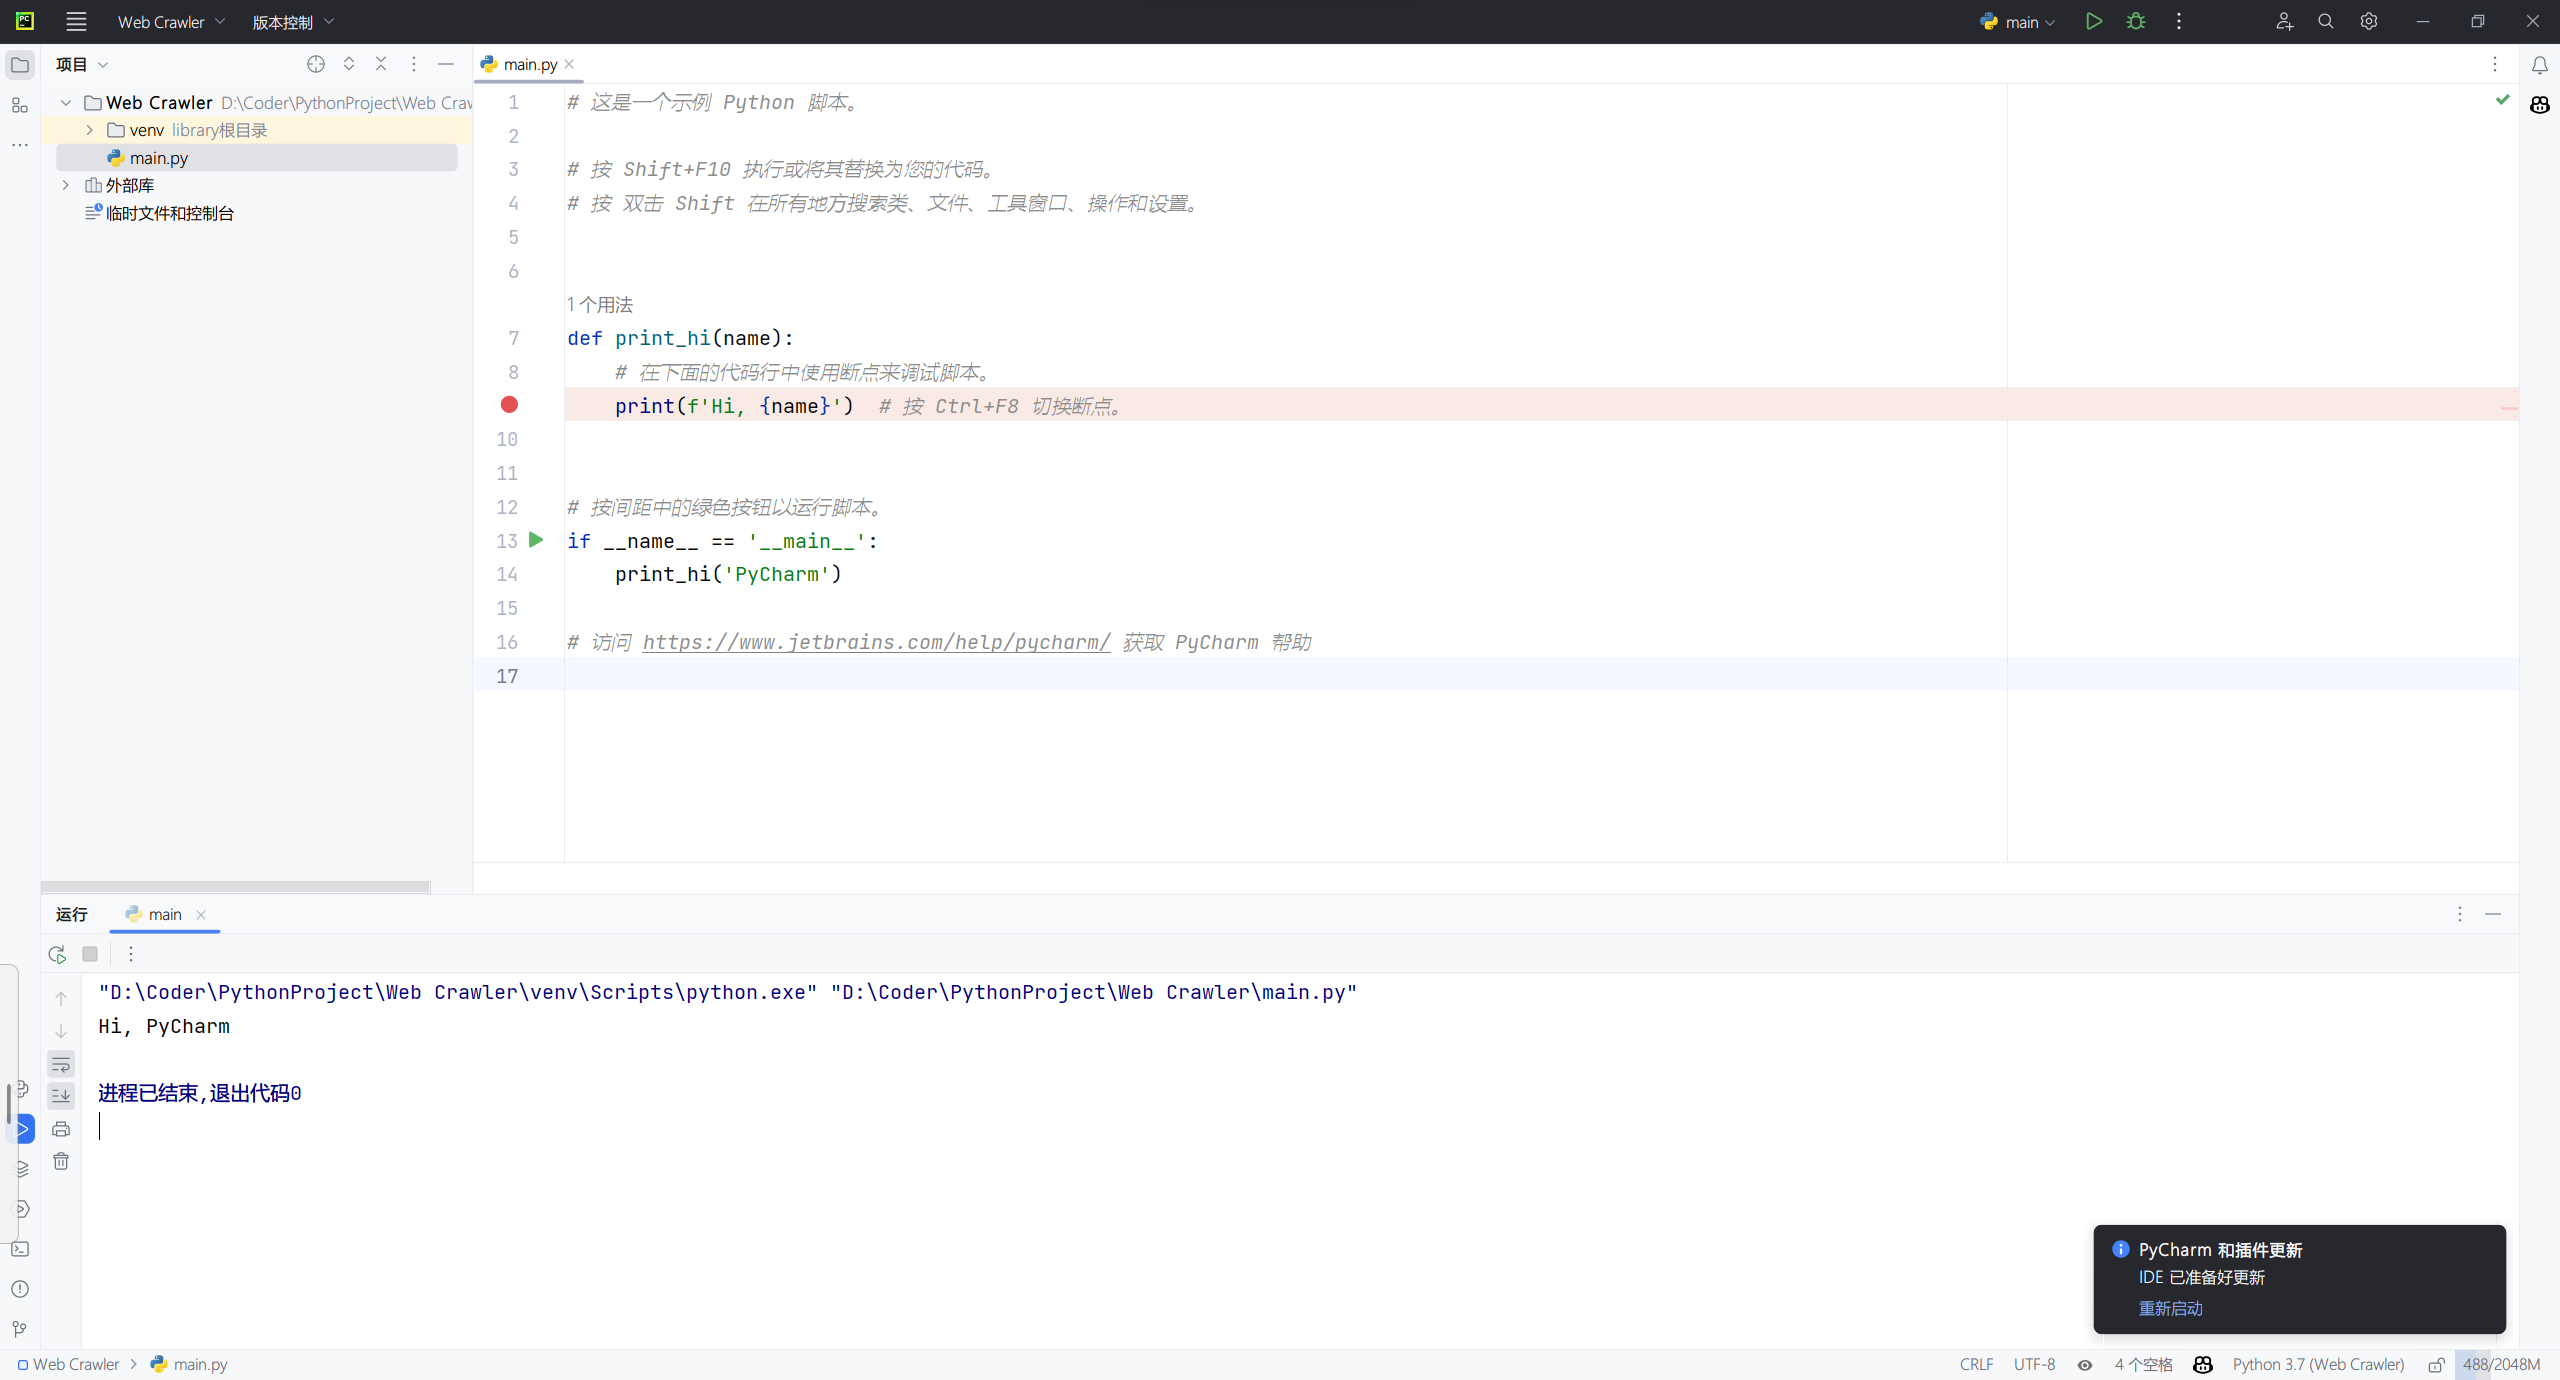 PC
Web Crawler
版本控制
main
项目
main.py
Web Crawler D:\Coder\PythonProject\Web Craw
venv library根目录
main.py
外部库
临时文件和控制台
1 # 这是一个示例 Python 脚本。
2
3 # 按 Shift+F10 执行或将其替换为您的代码。
4 # 按 双击 Shift 在所有地方搜索类、文件、工具窗口、操作和设置。
5
6
1 个用法
7 def print_hi(name):
8 # 在下面的代码行中使用断点来调试脚本。
print(f'Hi, {name}')  # 按 Ctrl+F8 切换断点。
10
11
12 # 按间距中的绿色按钮以运行脚本。
13 if __name__ == '__main__':
14 print_hi('PyCharm')
15
16 # 访问 https://www.jetbrains.com/help/pycharm/ 获取 PyCharm 帮助
17
运行
main
"D:\Coder\PythonProject\Web Crawler\venv\Scripts\python.exe" "D:\Coder\PythonProject\Web Crawler\main.py"
Hi, PyCharm
进程已结束,退出代码0
PyCharm 和插件更新
IDE 已准备好更新
重新启动
Web Crawler > main.py
CRLF UTF-8 4 个空格 Python 3.7 (Web Crawler) 488/2048M